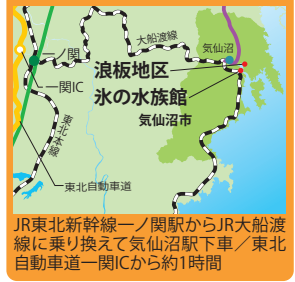 大船渡線
一ノ関
気仙沼
浪板地区
一関IC
氷の水族館
気仙沼市
東北本線
東北自動車道
JR東北新幹線一ノ関駅からJR大船渡
線に乗り換えて気仙沼駅下車／東北
自動車道一関ICから約1時間